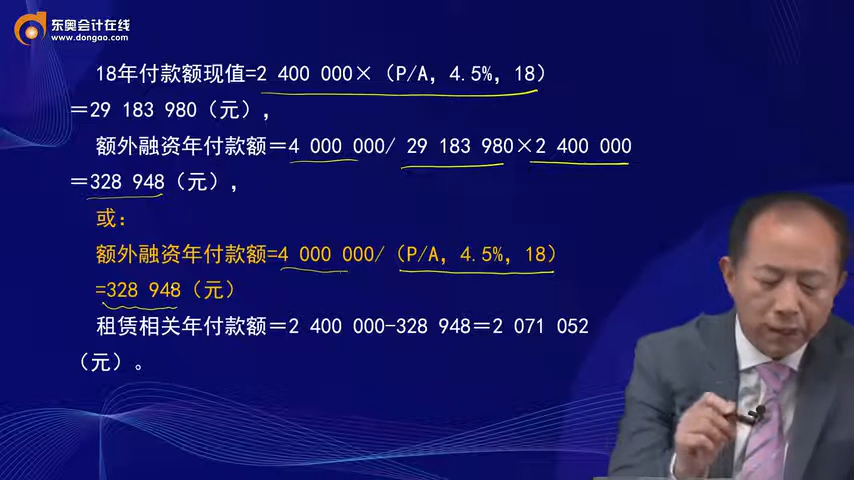 东奥会计在线
www.dongao.com
18年付款额现值=2 400 000×（P/A，4.5%，18）
＝29 183 980（元），
额外融资年付款额＝4 000 000/ 29 183 980×2 400 000
＝328 948（元），
或：
额外融资年付款额=4 000 000/（P/A，4.5%，18）
=328 948（元）
租赁相关年付款额＝2 400 000-328 948＝2 071 052
（元）。